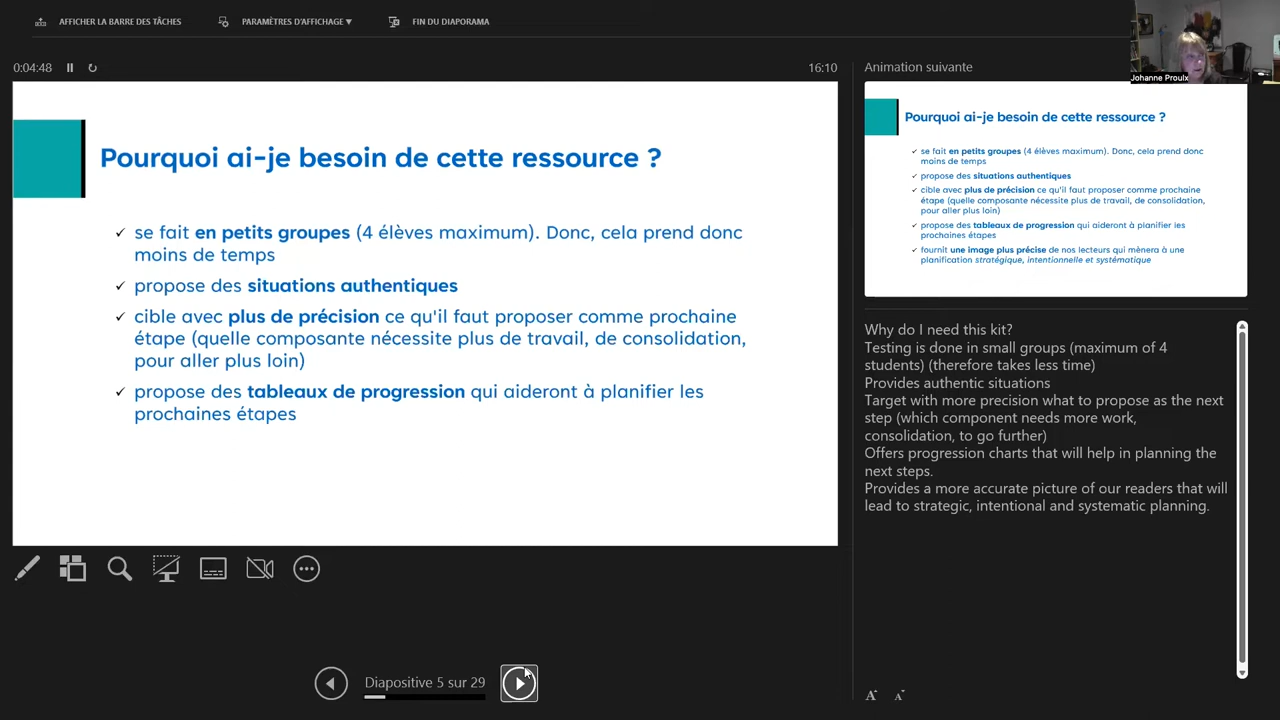 AFFICHER LA BARRE DES TÂCHES
PARAMÈTRES D'AFFICHAGE ▼
FIN DU DIAPORAMA
0:04:48
16:10
Pourquoi ai-je besoin de cette ressource ?
✓ se fait en petits groupes (4 élèves maximum). Donc, cela prend donc
moins de temps
✓ propose des situations authentiques
✓ cible avec plus de précision ce qu'il faut proposer comme prochaine
étape (quelle composante nécessite plus de travail, de consolidation,
pour aller plus loin)
✓ propose des tableaux de progression qui aideront à planifier les
prochaines étapes
Diapositive 5 sur 29
Animation suivante
Johanne Proulx
Pourquoi ai-je besoin de cette ressource ?
✓ se fait en petits groupes (4 élèves maximum). Donc, cela prend donc
moins de temps
✓ propose des situations authentiques
✓ cible avec plus de précision ce qu'il faut proposer comme prochaine
étape (quelle composante nécessite plus de travail, de consolidation,
pour aller plus loin)
✓ propose des tableaux de progression qui aideront à planifier les
prochaines étapes
✓ fournit une image plus précise de nos lecteurs qui mènera à une
planification stratégique, intentionnelle et systématique
Why do I need this kit?
Testing is done in small groups (maximum of 4
students) (therefore takes less time)
Provides authentic situations
Target with more precision what to propose as the next
step (which component needs more work,
consolidation, to go further)
Offers progression charts that will help in planning the
next steps.
Provides a more accurate picture of our readers that will
lead to strategic, intentional and systematic planning.
A A